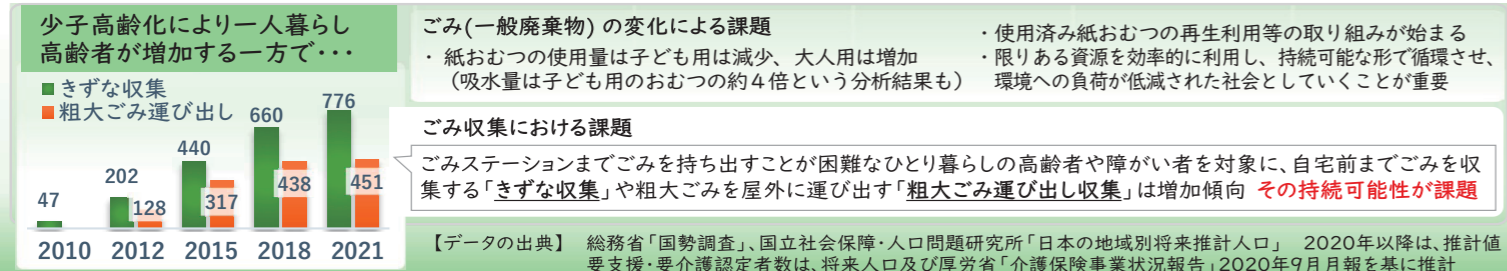 少子高齢化により一人暮らし
高齢者が増加する一方で・・・
■きずな収集
■粗大ごみ運び出し
47
202
128
440
317
660
438
776
451
2010 2012 2015 2018 2021
ごみ(一般廃棄物) の変化による課題
・ 紙おむつの使用量は子ども用は減少、大人用は増加
（吸水量は子ども用のおむつの約４倍という分析結果も）
・使用済み紙おむつの再生利用等の取り組みが始まる
・限りある資源を効率的に利用し、持続可能な形で循環させ、
環境への負荷が低減された社会としていくことが重要
ごみ収集における課題
ごみステーションまでごみを持ち出すことが困難なひとり暮らしの高齢者や障がい者を対象に、自宅前までごみを収
集する「きずな収集」や粗大ごみを屋外に運び出す「粗大ごみ運び出し収集」は増加傾向 その持続可能性が課題
【データの出典】 総務省「国勢調査」、国立社会保障・人口問題研究所「日本の地域別将来推計人口」 2020年以降は、推計値
要支援・要介護認定者数は、将来人口及び厚労省「介護保険事業状況報告」2020年9月月報を基に推計